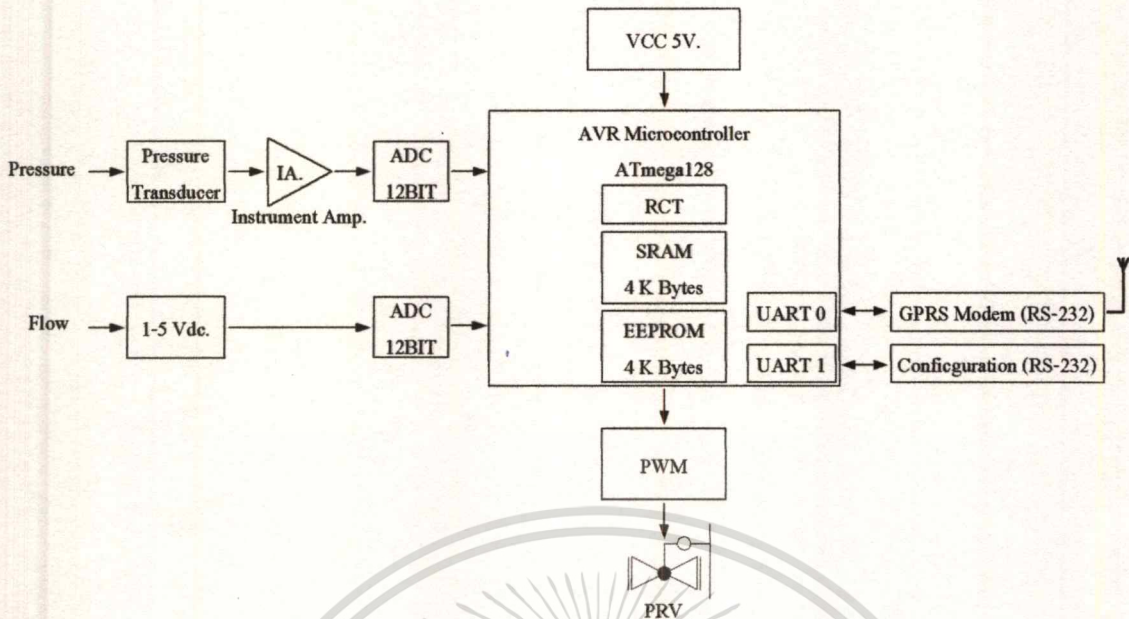 VCC 5V.
AVR Microcontroller
ATmega128
RCT
SRAM
4 K Bytes
EEPROM
4 K Bytes
UART 0
UART 1
Pressure
Pressure
Transducer
IA.
Instrument Amp.
ADC
12BIT
Flow
1-5 Vdc.
ADC
12BIT
GPRS Modem (RS-232)
Conficguration (RS-232)
PWM
PRV